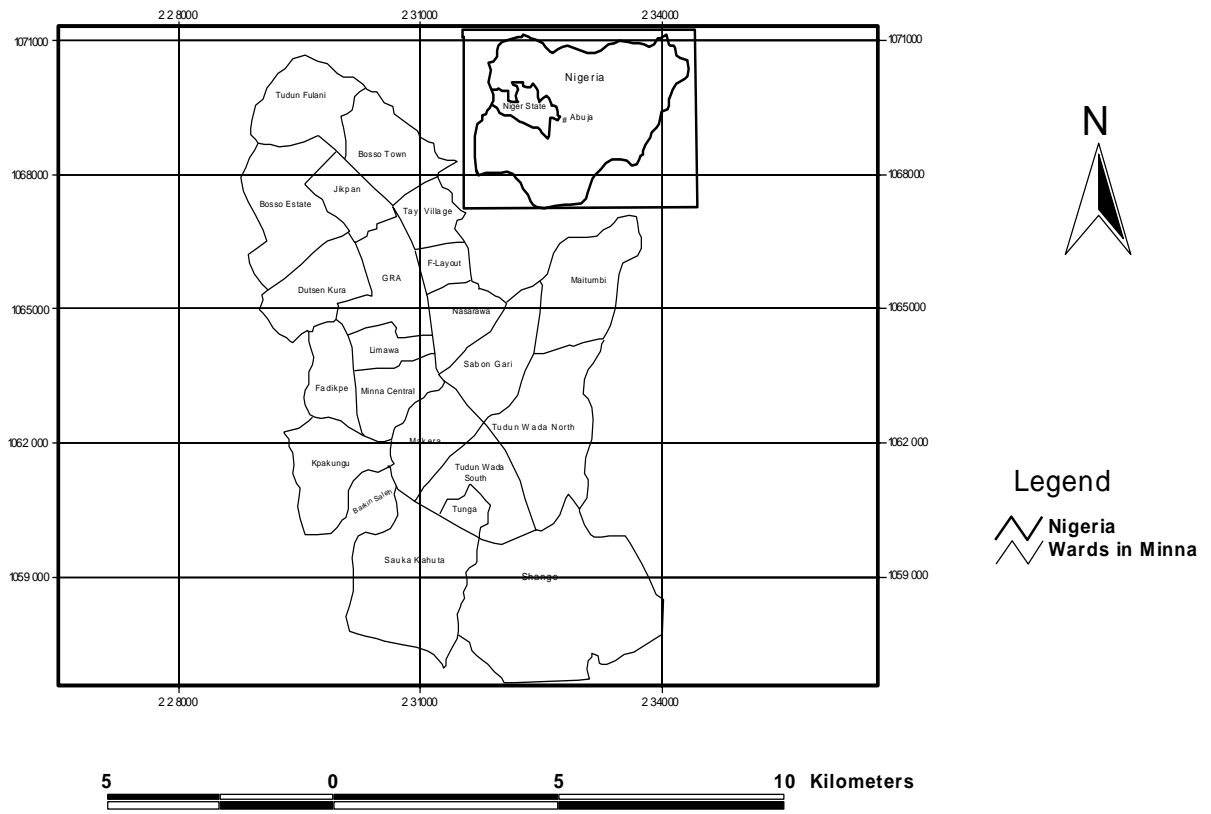 2 2 8000 2 3 1000 2 3 4000
1071000 1071000
Nigeria
Tudun Fulani
Niger State
# Abuja
N
Bosso Town
1068000 1068000
Jikpan
Bosso Estate
Tayi Village
F-Layout
GRA
Maitumbi
Dutsen Kura
1065000 1065000
Nasarawa
Limawa
Sabon Gari
Fadikpe
Minna Central
Tudun Wada North
1062 000 1062 000
Makera
Kpakungu
Tudun Wada
South
Legend
Barkin Saleh
Tunga
Nigeria
Wards in Minna
Sauka Kahuta
1059 000 1059 000
Shango
2 2 8000 2 3 1000 2 3 4000
5 0 5 10 Kilometers